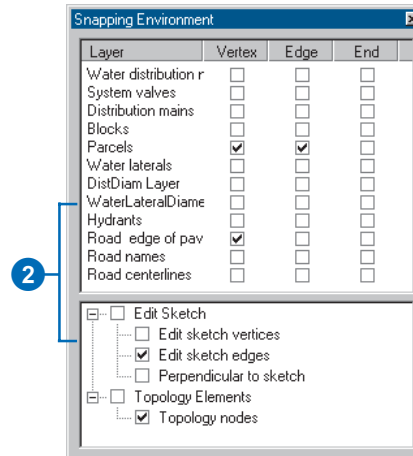 Snapping Environment
Layer Vertex Edge End
Water distribution r
System valves
Distribution mains
Blocks
Parcels
Water laterals
DistDiam Layer
WaterLateralDiame
Hydrants
Road edge of pav
Road names
Road centerlines
2
Edit Sketch
Edit sketch vertices
Edit sketch edges
Perpendicular to sketch
Topology Elements
Topology nodes